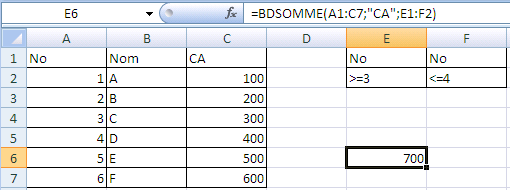 E6 fx =BDSOMME(A1:C7;"CA";E1:F2)
A B C D E F
1 No Nom CA No No
2 1 A 100 >=3 <=4
3 2 B 200
4 3 C 300
5 4 D 400
6 5 E 500 700
7 6 F 600